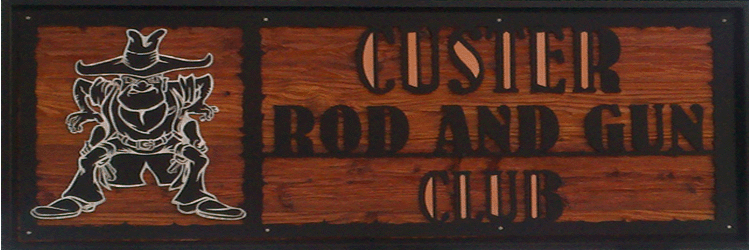 CUSTER
ROD AND GUN
CLUB